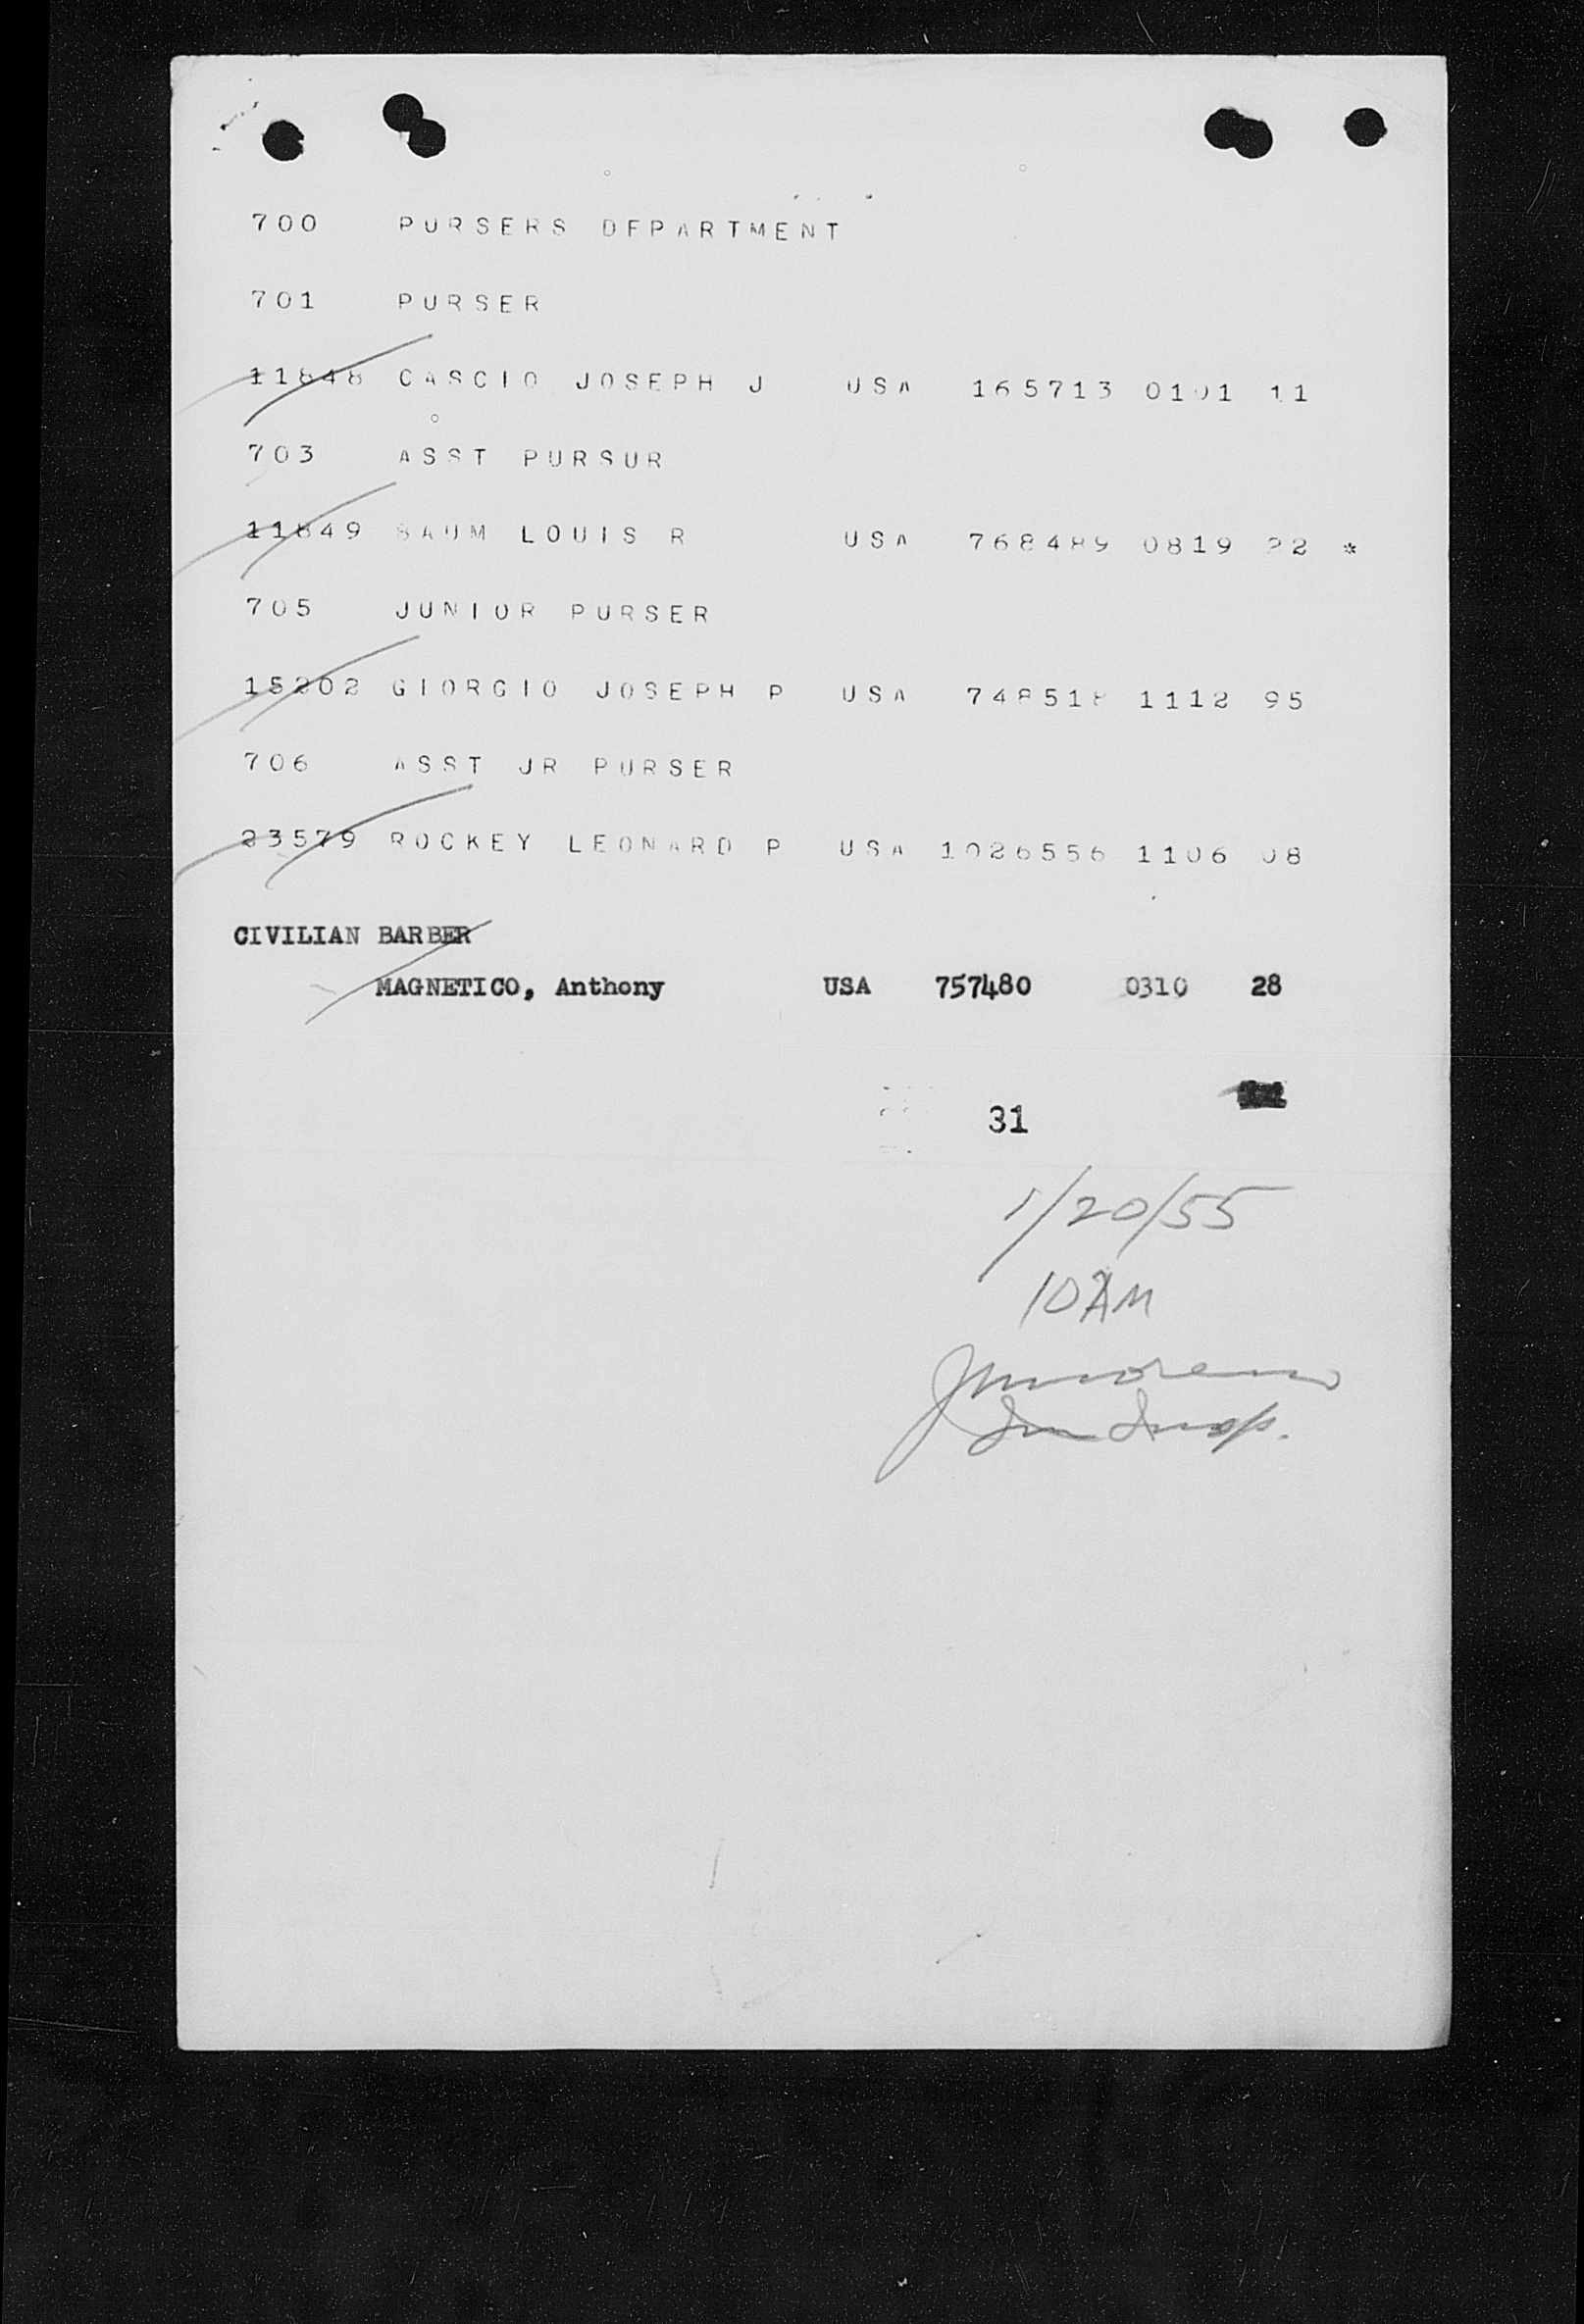 700 PURSERS DEPARTMENT
701 PURSER
11848 CASCIO JOSEPH J USA 165713 0101 11
703 ASST PURSUR
11849 BAUM LOUIS R USA 768489 0819 22 *
705 JUNIOR PURSER
15202 GIORGIO JOSEPH P USA 748518 1112 95
706 ASST JR PURSER
23579 ROCKEY LEONARD P USA 1026556 1106 08
CIVILIAN BARBER
MAGNETICO, Anthony USA 757480 0310 28
31
1/20/55
10AM